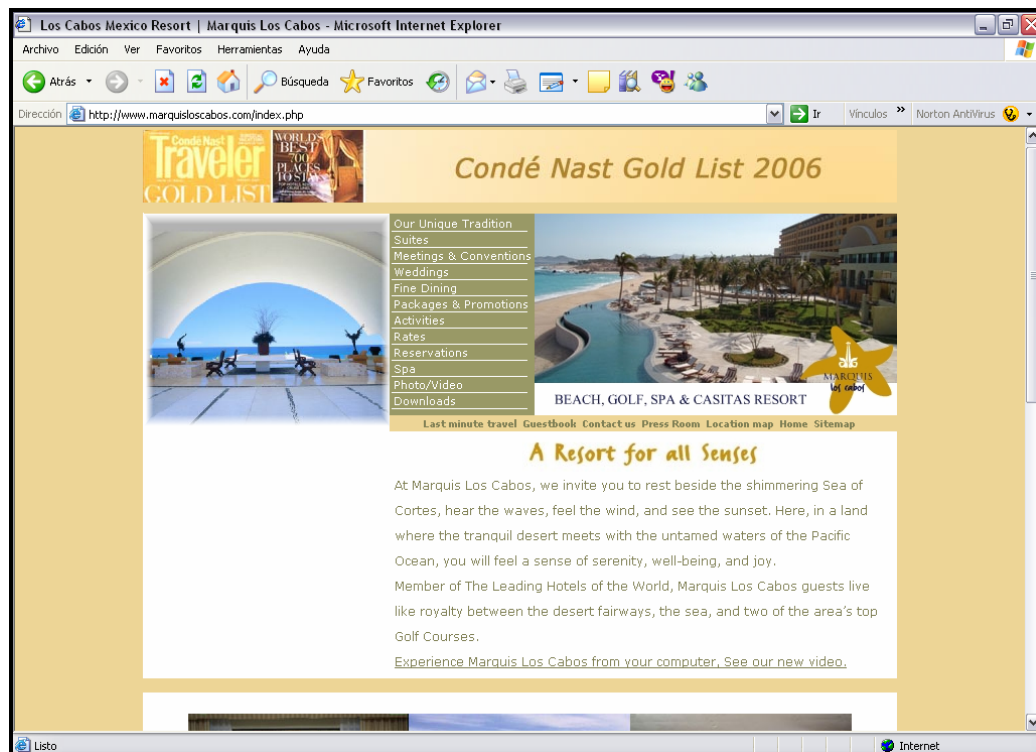 Los Cabos Mexico Resort | Marquis Los Cabos - Microsoft Internet Explorer
Archivo Edición Ver Favoritos Herramientas Ayuda
Atrás Búsqueda Favoritos
Dirección http://www.marquisloscabos.com/index.php Ir Vínculos » Norton AntiVirus
Condé Nast
Traveler
GOLD LIST
WORLD'S
BEST
700
PLACES
TO STAY
Condé Nast Gold List 2006
Our Unique Tradition
Suites
Meetings & Conventions
Weddings
Fine Dining
Packages & Promotions
Activities
Rates
Reservations
Spa
Photo/Video
Downloads
MARQUIS
los cabos
BEACH, GOLF, SPA & CASITAS RESORT
Last minute travel Guestbook Contact us Press Room Location map Home Sitemap
A Resort for all Senses
At Marquis Los Cabos, we invite you to rest beside the shimmering Sea of
Cortes, hear the waves, feel the wind, and see the sunset. Here, in a land
where the tranquil desert meets with the untamed waters of the Pacific
Ocean, you will feel a sense of serenity, well-being, and joy.
Member of The Leading Hotels of the World, Marquis Los Cabos guests live
like royalty between the desert fairways, the sea, and two of the area's top
Golf Courses.
Experience Marquis Los Cabos from your computer, See our new video.
Listo Internet